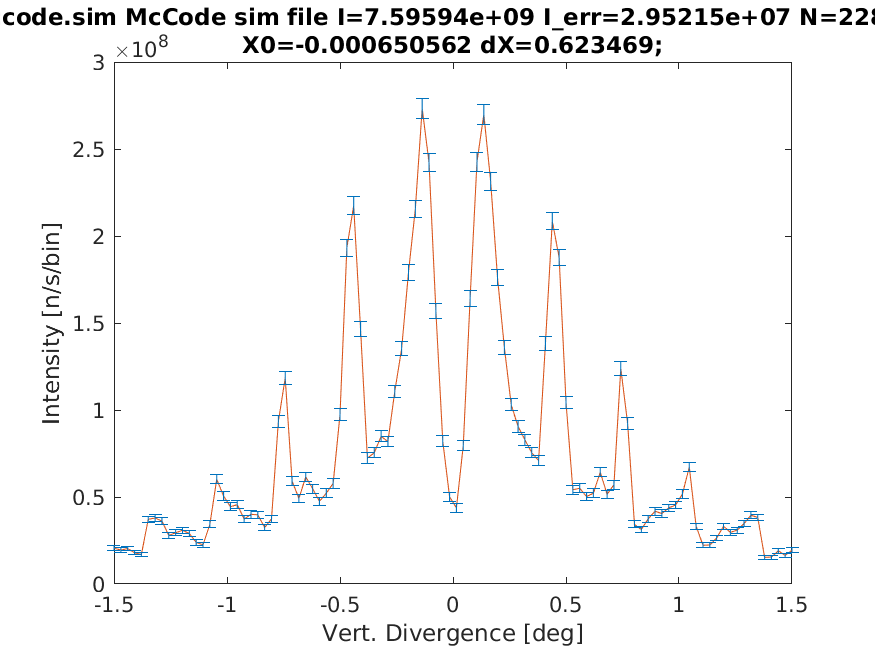 code.sim McCode sim file I=7.59594e+09 I_err=2.95215e+07 N=228
X0=-0.000650562 dX=0.623469;
×10^8
3
2.5
2
1.5
1
0.5
0
Intensity [n/s/bin]
-1.5 -1 -0.5 0 0.5 1 1.5
Vert. Divergence [deg]